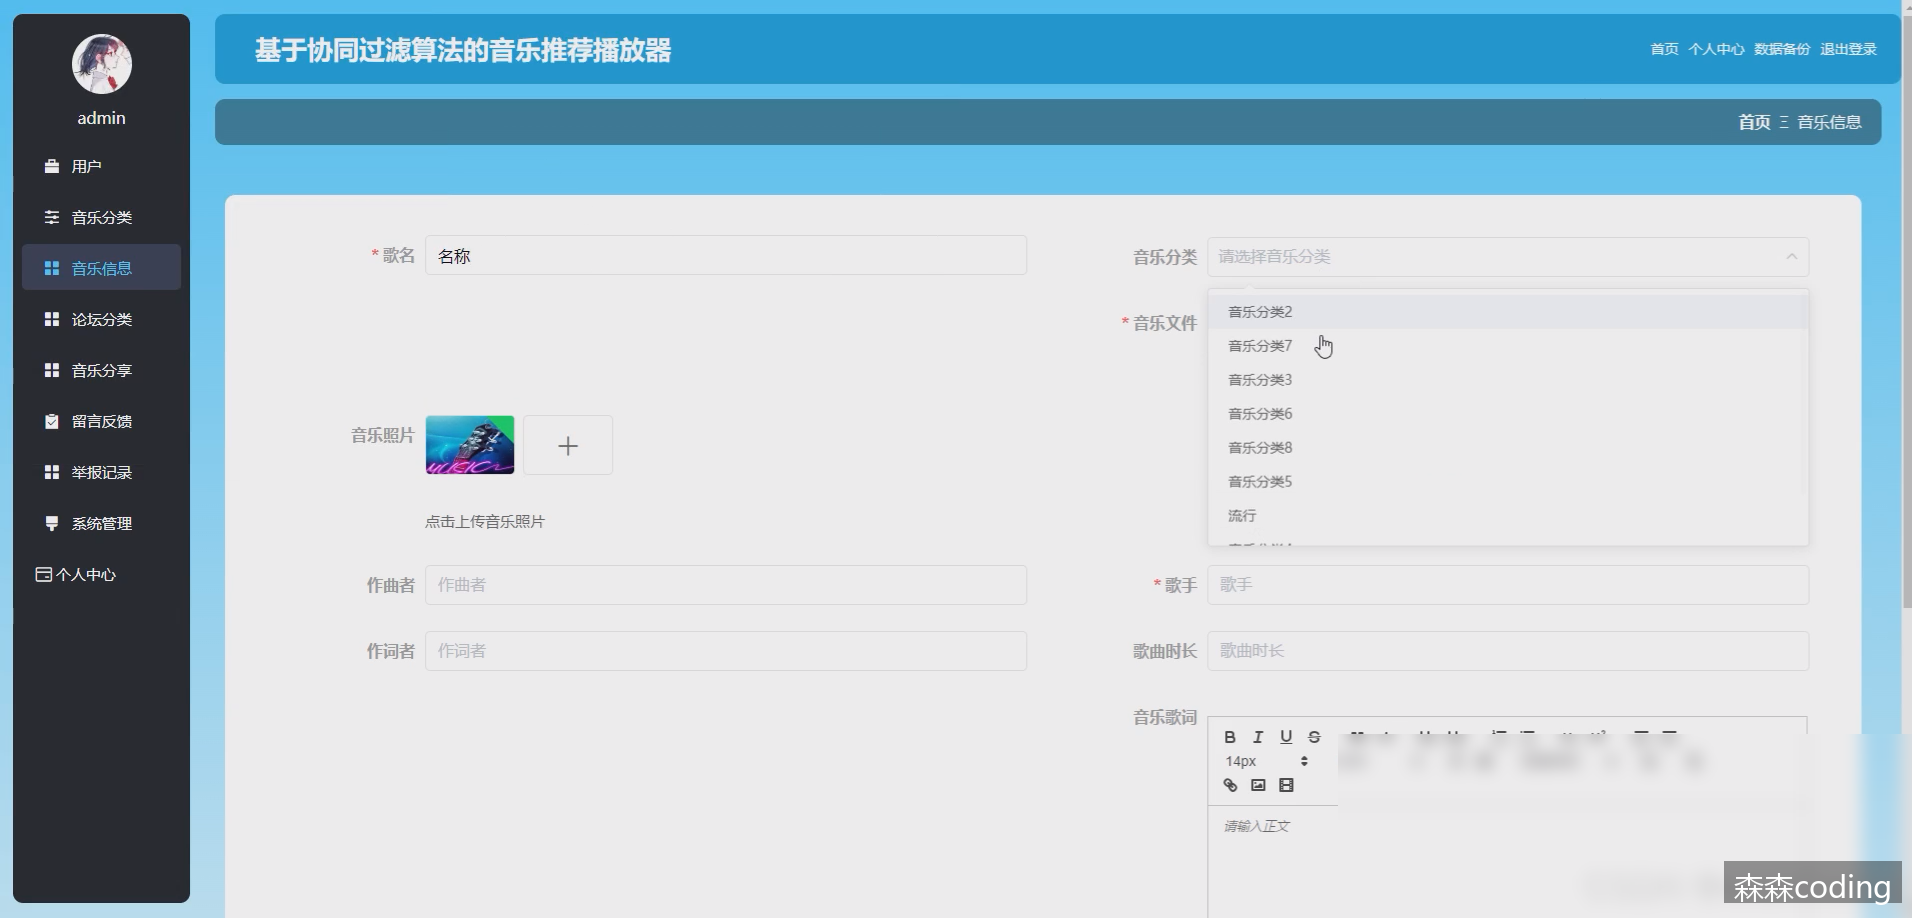 基于协同过滤算法的音乐推荐播放器
首页 个人中心 数据备份 退出登录
admin
首页 Ξ 音乐信息
用户
音乐分类
音乐信息
论坛分类
音乐分享
留言反馈
举报记录
系统管理
个人中心
* 歌名 名称
音乐分类 请选择音乐分类
* 音乐文件
音乐分类2
音乐分类7
音乐分类3
音乐分类6
音乐分类8
音乐分类5
流行
音乐照片
MUSIC
点击上传音乐照片
作曲者 作曲者
* 歌手 歌手
作词者 作词者
歌曲时长 歌曲时长
音乐歌词
B I U S
14px
请输入正文
森森coding